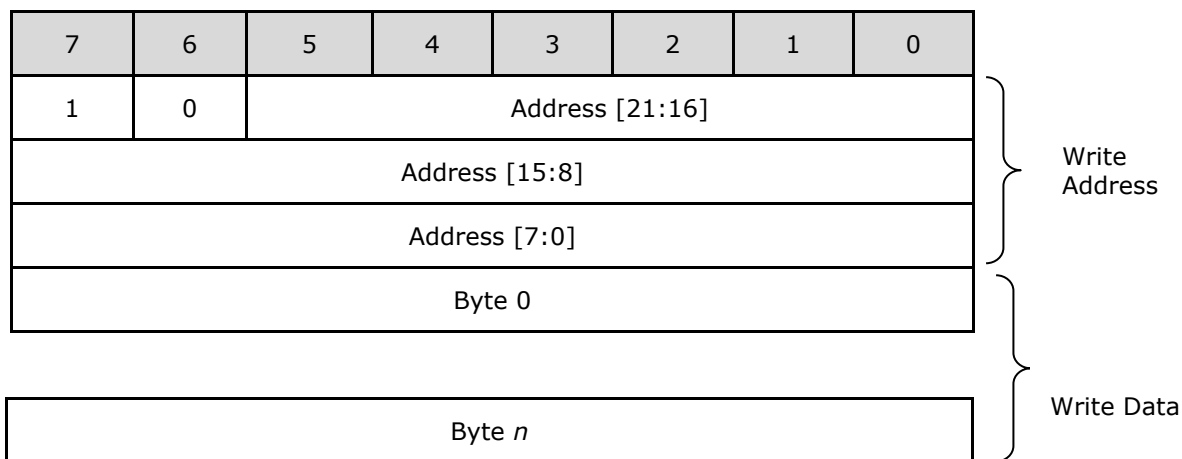 7 6 5 4 3 2 1 0
1 0 Address [21:16]
Address [15:8]
Write
Address
Address [7:0]
Byte 0
Write Data
Byte n